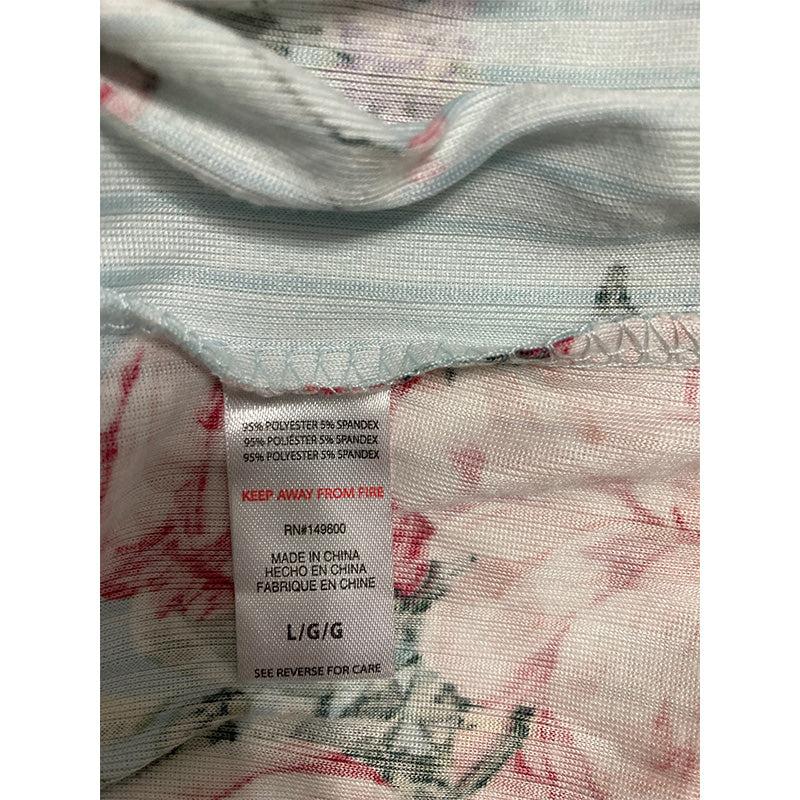 95% POLYESTER 5% SPANDEX
95% POLIÉSTER 5% SPANDEX
95% POLYESTER 5% SPANDEX
KEEP AWAY FROM FIRE
RN#149600
MADE IN CHINA
HECHO EN CHINA
FABRIQUE EN CHINE
L/G/G
SEE REVERSE FOR CARE